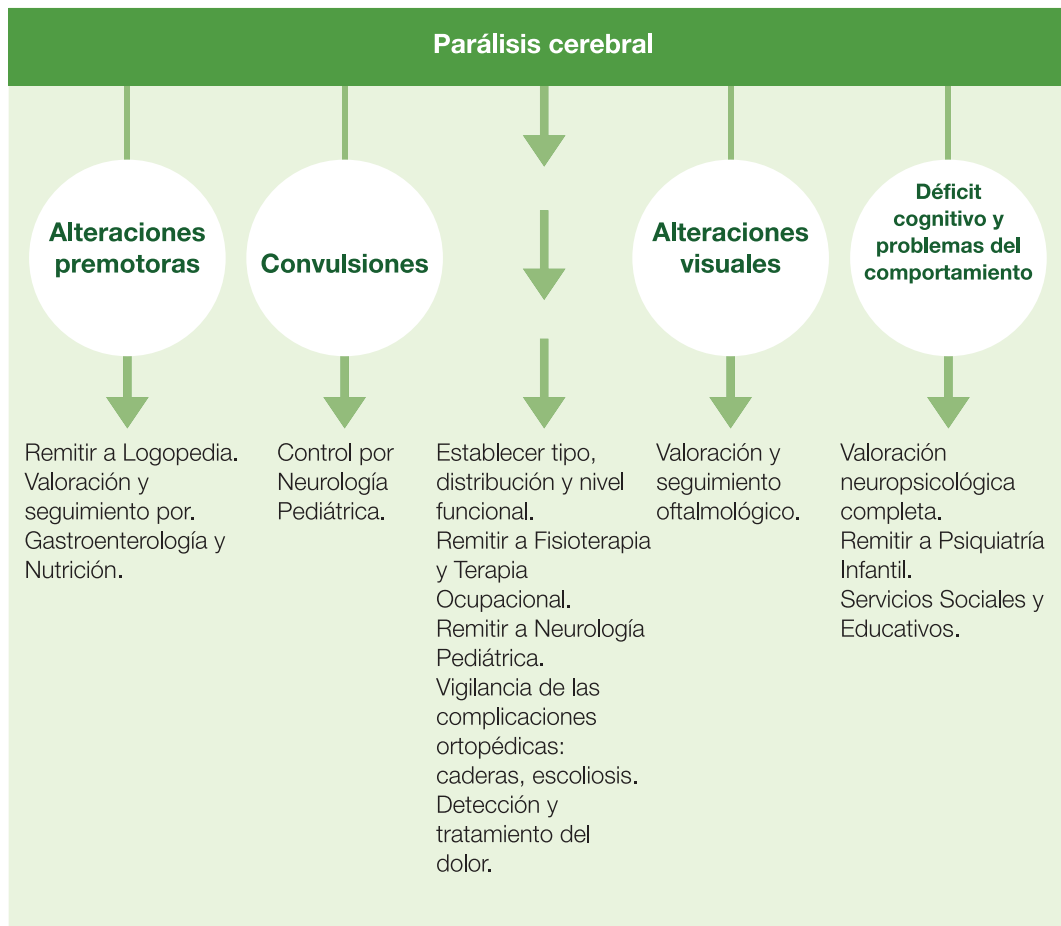 Parálisis cerebral
Alteraciones
premotoras
Convulsiones
Alteraciones
visuales
Déficit
cognitivo y
problemas del
comportamiento
Remitir a Logopedia.
Valoración y
seguimiento por.
Gastroenterología y
Nutrición.
Control por
Neurología
Pediátrica.
Establecer tipo,
distribución y nivel
funcional.
Remitir a Fisioterapia
y Terapia
Ocupacional.
Remitir a Neurología
Pediátrica.
Vigilancia de las
complicaciones
ortopédicas:
caderas, escoliosis.
Detección y
tratamiento del
dolor.
Valoración y
seguimiento
oftalmológico.
Valoración
neuropsicológica
completa.
Remitir a Psiquiatría
Infantil.
Servicios Sociales y
Educativos.